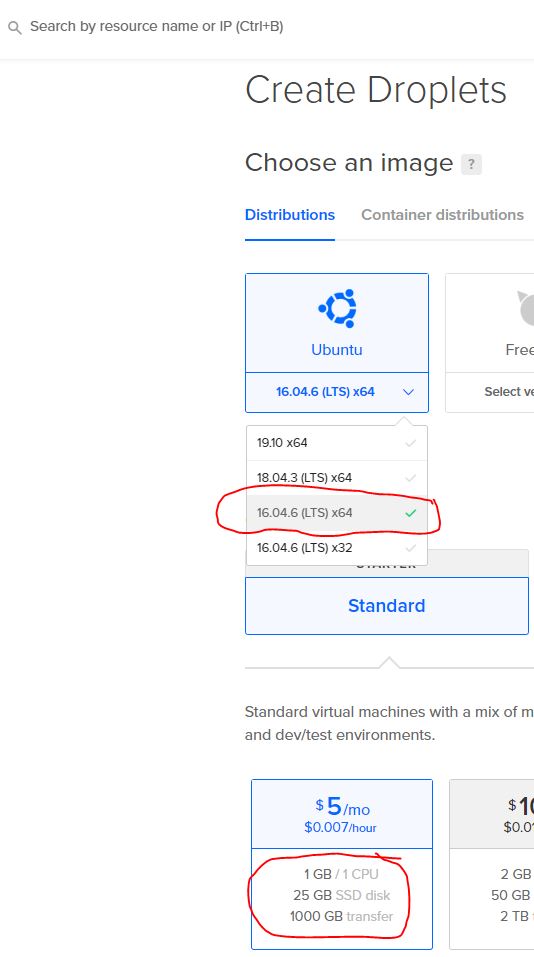 Search by resource name or IP (Ctrl+B)
Create Droplets
Choose an image ?
Distributions Container distributions
Ubuntu Free
16.04.6 (LTS) x64 Select ve
19.10 x64
18.04.3 (LTS) x64
16.04.6 (LTS) x64
16.04.6 (LTS) x32
STARTER
Standard
Standard virtual machines with a mix of m
and dev/test environments.
$5/mo $10
$0.007/hour $0.01
1 GB / 1 CPU 2 GB
25 GB SSD disk 50 GB
1000 GB transfer 2 TB